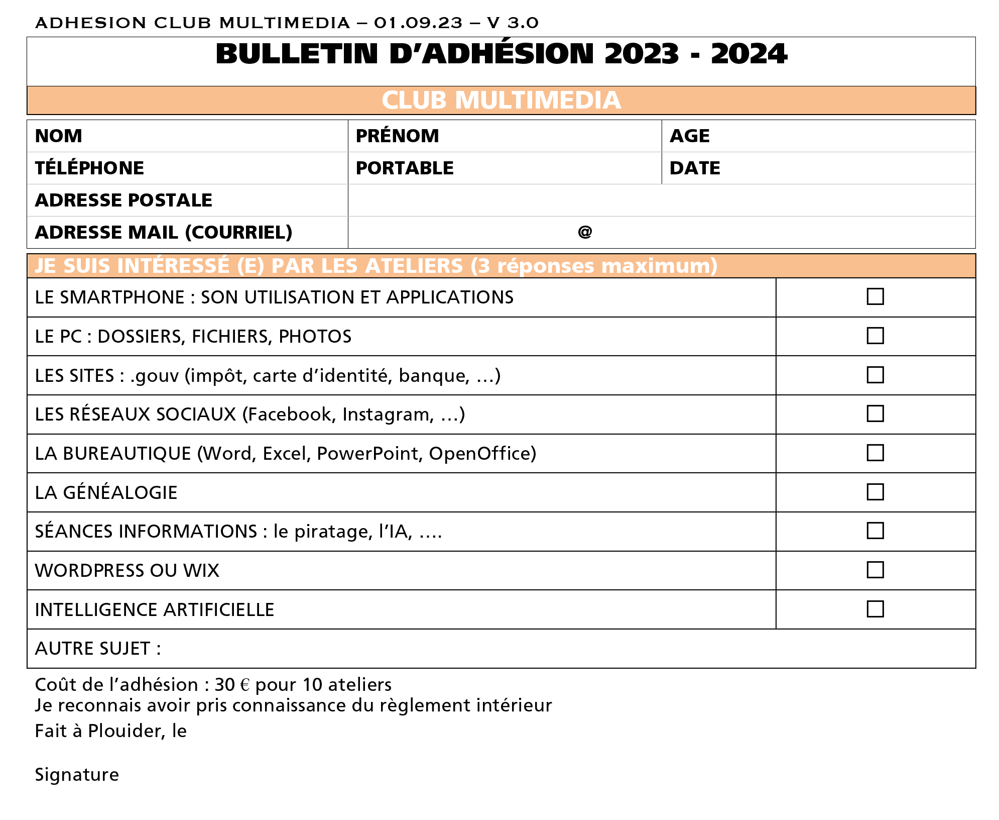 ADHESION CLUB MULTIMEDIA – 01.09.23 – V 3.0
BULLETIN D’ADHÉSION 2023 - 2024
CLUB MULTIMEDIA
NOM PRÉNOM AGE
TÉLÉPHONE PORTABLE DATE
ADRESSE POSTALE
ADRESSE MAIL (COURRIEL) @
JE SUIS INTÉRESSÉ (E) PAR LES ATELIERS (3 réponses maximum)
LE SMARTPHONE : SON UTILISATION ET APPLICATIONS ☐
LE PC : DOSSIERS, FICHIERS, PHOTOS ☐
LES SITES : .gouv (impôt, carte d’identité, banque, …) ☐
LES RÉSEAUX SOCIAUX (Facebook, Instagram, …) ☐
LA BUREAUTIQUE (Word, Excel, PowerPoint, OpenOffice) ☐
LA GÉNÉALOGIE ☐
SÉANCES INFORMATIONS : le piratage, l’IA, …. ☐
WORDPRESS OU WIX ☐
INTELLIGENCE ARTIFICIELLE ☐
AUTRE SUJET :
Coût de l’adhésion : 30 € pour 10 ateliers
Je reconnais avoir pris connaissance du règlement intérieur
Fait à Plouider, le
Signature